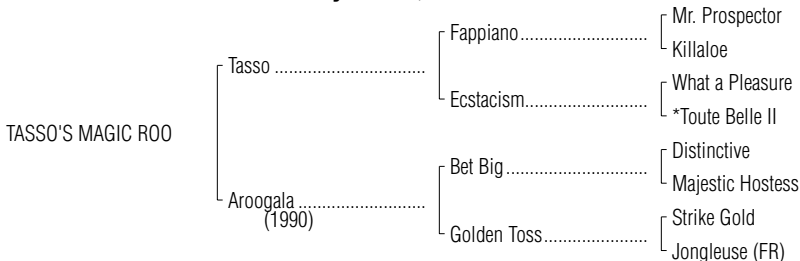 Mr. Prospector
Fappiano
Killaloe
Tasso
What a Pleasure
Ecstacism
*Toute Belle II
TASSO'S MAGIC ROO
Distinctive
Bet Big
Majestic Hostess
Aroogala
(1990)
Strike Gold
Golden Toss
Jongleuse (FR)